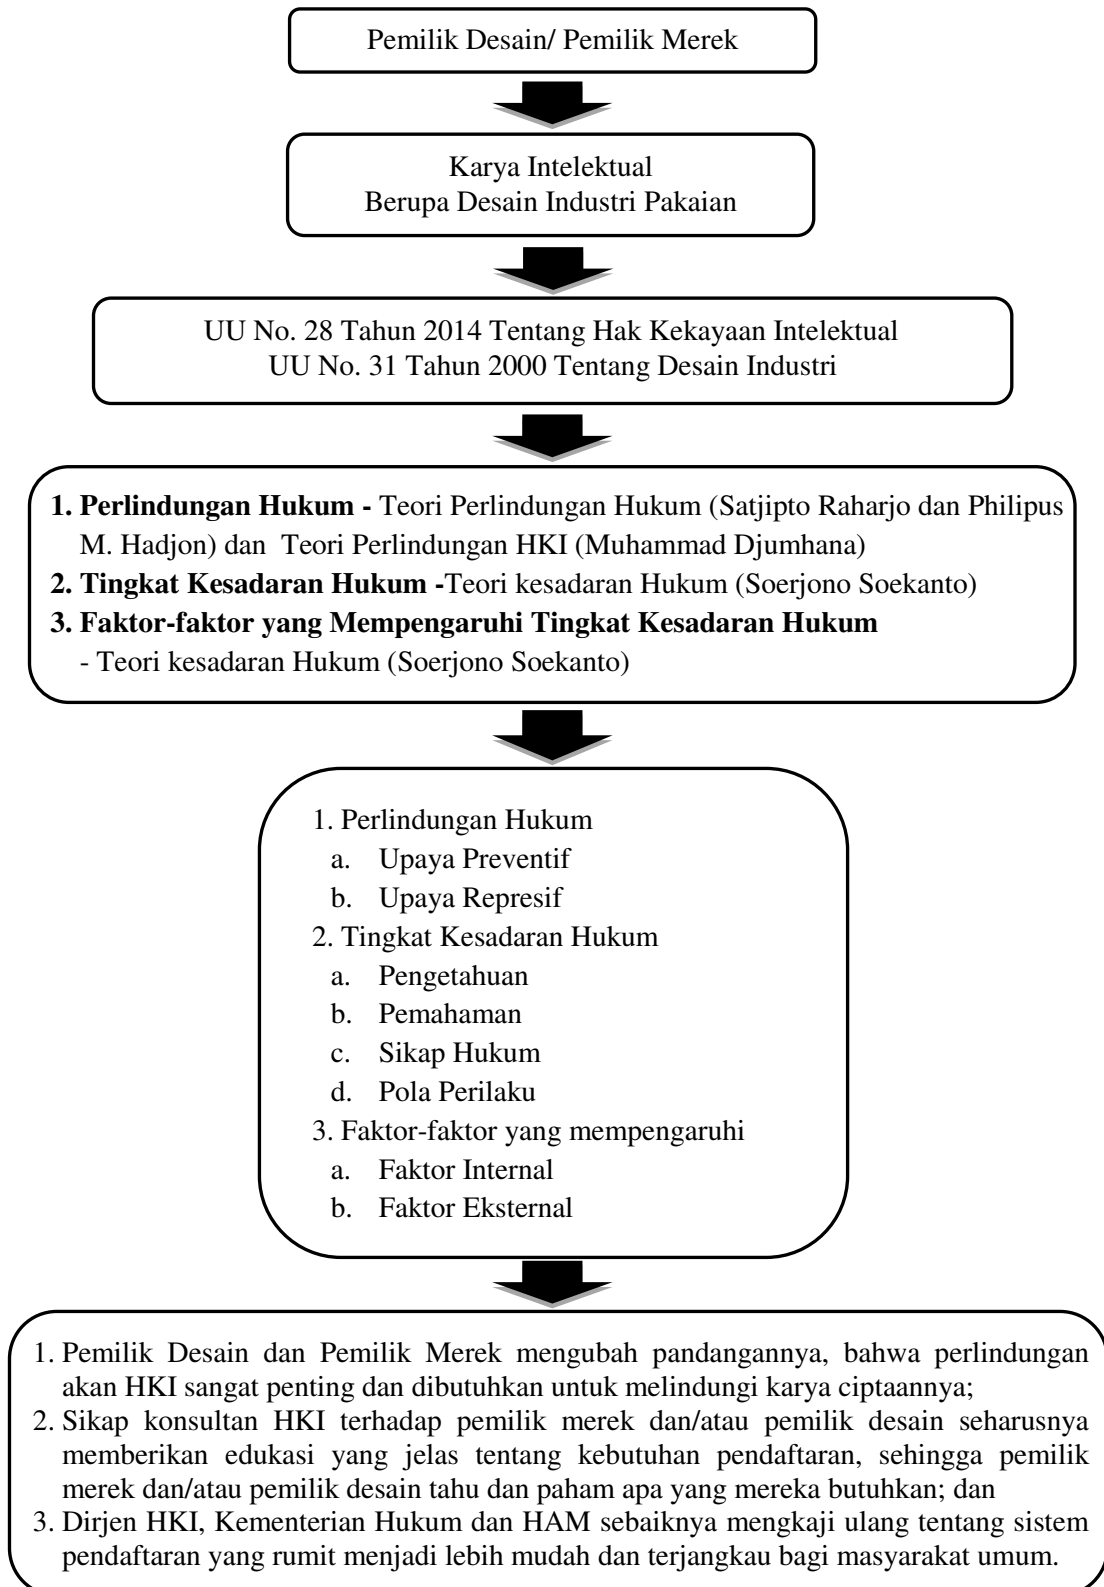 Pemilik Desain/ Pemilik Merek
Karya Intelektual
Berupa Desain Industri Pakaian
UU No. 28 Tahun 2014 Tentang Hak Kekayaan Intelektual
UU No. 31 Tahun 2000 Tentang Desain Industri
1. Perlindungan Hukum - Teori Perlindungan Hukum (Satjipto Raharjo dan Philipus
M. Hadjon) dan Teori Perlindungan HKI (Muhammad Djumhana)
2. Tingkat Kesadaran Hukum -Teori kesadaran Hukum (Soerjono Soekanto)
3. Faktor-faktor yang Mempengaruhi Tingkat Kesadaran Hukum
- Teori kesadaran Hukum (Soerjono Soekanto)
1. Perlindungan Hukum
a. Upaya Preventif
b. Upaya Represif
2. Tingkat Kesadaran Hukum
a. Pengetahuan
b. Pemahaman
c. Sikap Hukum
d. Pola Perilaku
3. Faktor-faktor yang mempengaruhi
a. Faktor Internal
b. Faktor Eksternal
1. Pemilik Desain dan Pemilik Merek mengubah pandangannya, bahwa perlindungan
akan HKI sangat penting dan dibutuhkan untuk melindungi karya ciptaannya;
2. Sikap konsultan HKI terhadap pemilik merek dan/atau pemilik desain seharusnya
memberikan edukasi yang jelas tentang kebutuhan pendaftaran, sehingga pemilik
merek dan/atau pemilik desain tahu dan paham apa yang mereka butuhkan; dan
3. Dirjen HKI, Kementerian Hukum dan HAM sebaiknya mengkaji ulang tentang sistem
pendaftaran yang rumit menjadi lebih mudah dan terjangkau bagi masyarakat umum.